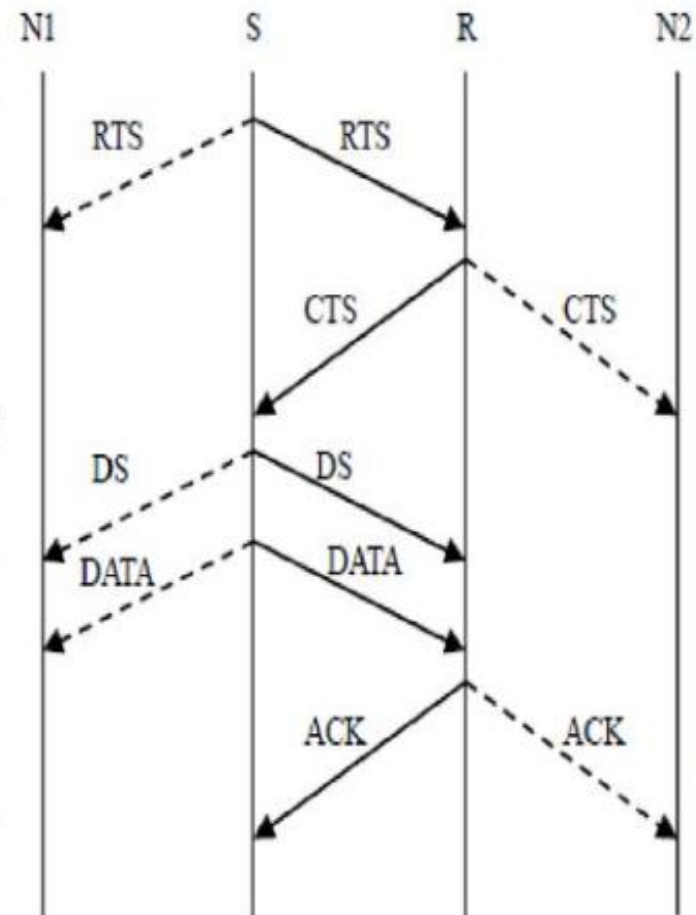 N1 S R N2
RTS RTS
CTS CTS
DS DS
DATA DATA
ACK ACK